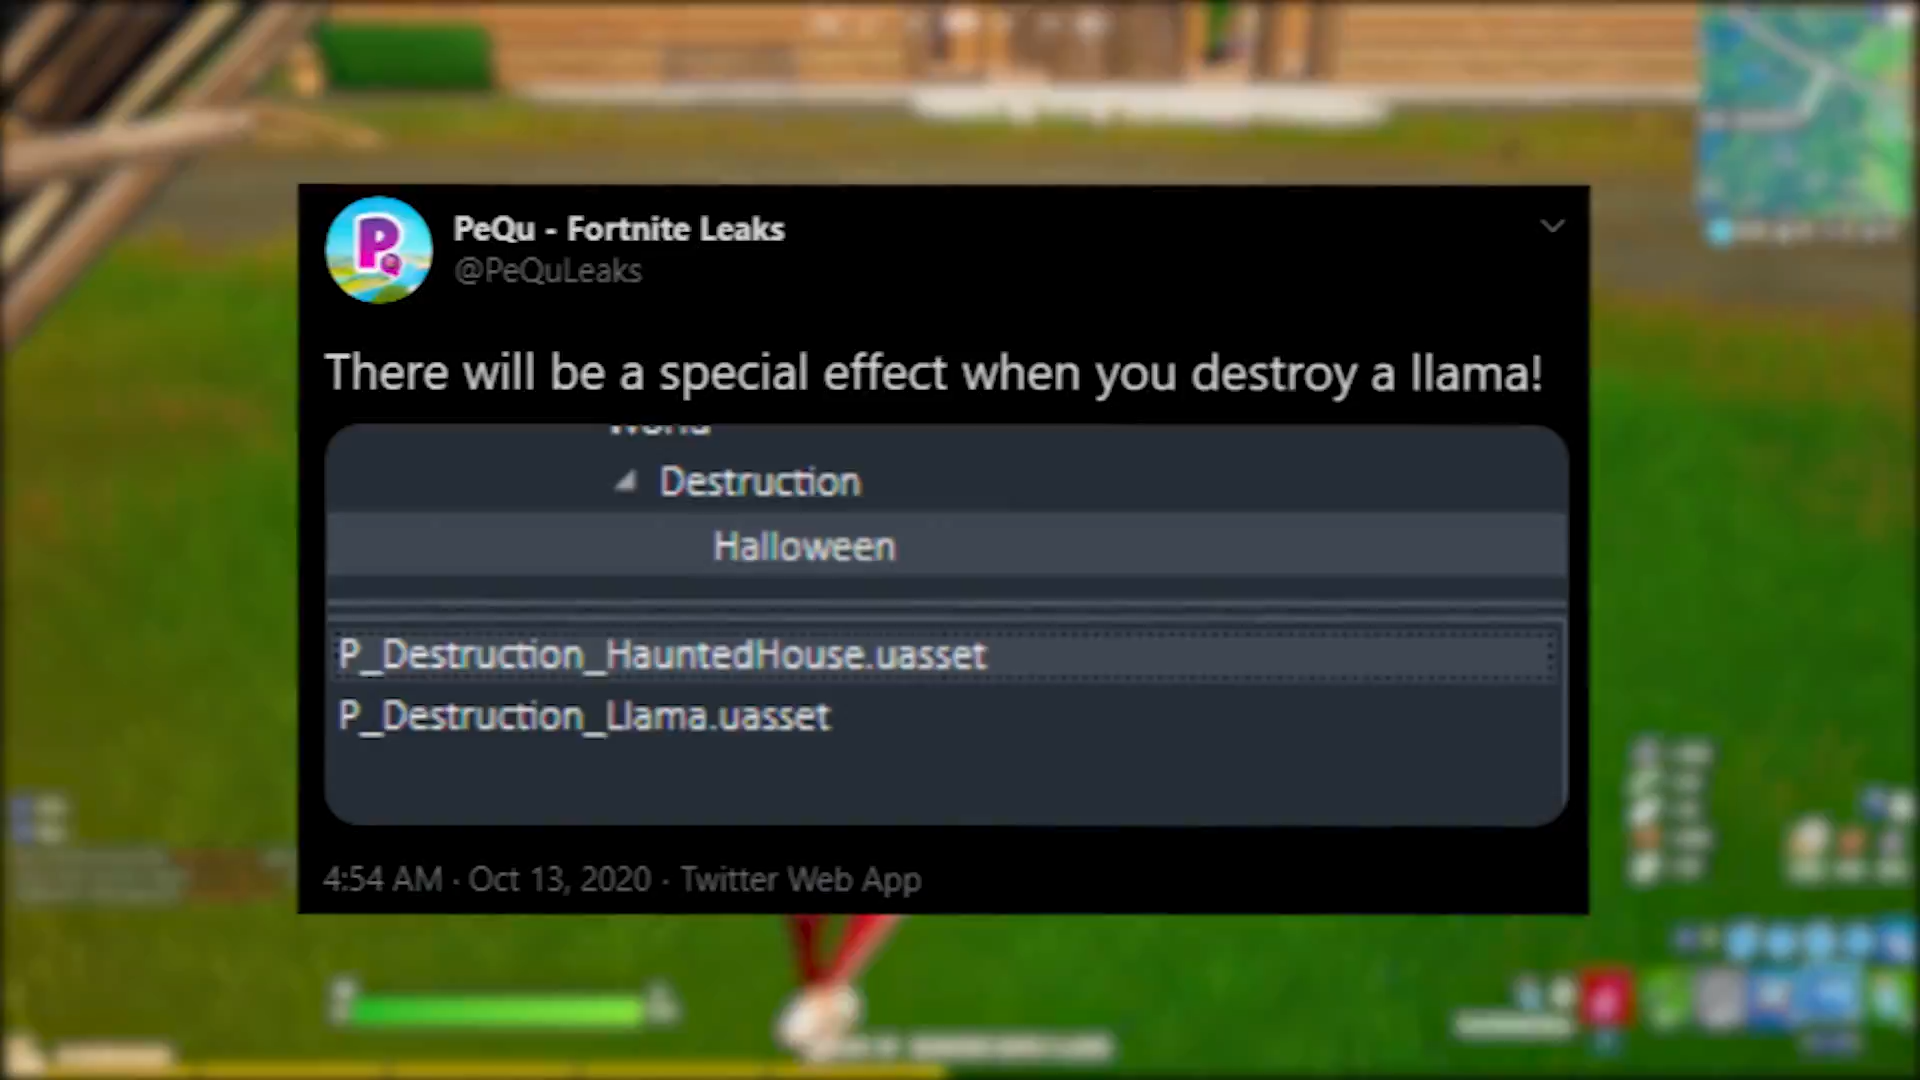 PeQu - Fortnite Leaks
@PeQuLeaks
There will be a special effect when you destroy a llama!
World
Destruction
Halloween
P_Destruction_HauntedHouse.uasset
P_Destruction_Llama.uasset
4:54 AM · Oct 13, 2020 · Twitter Web App